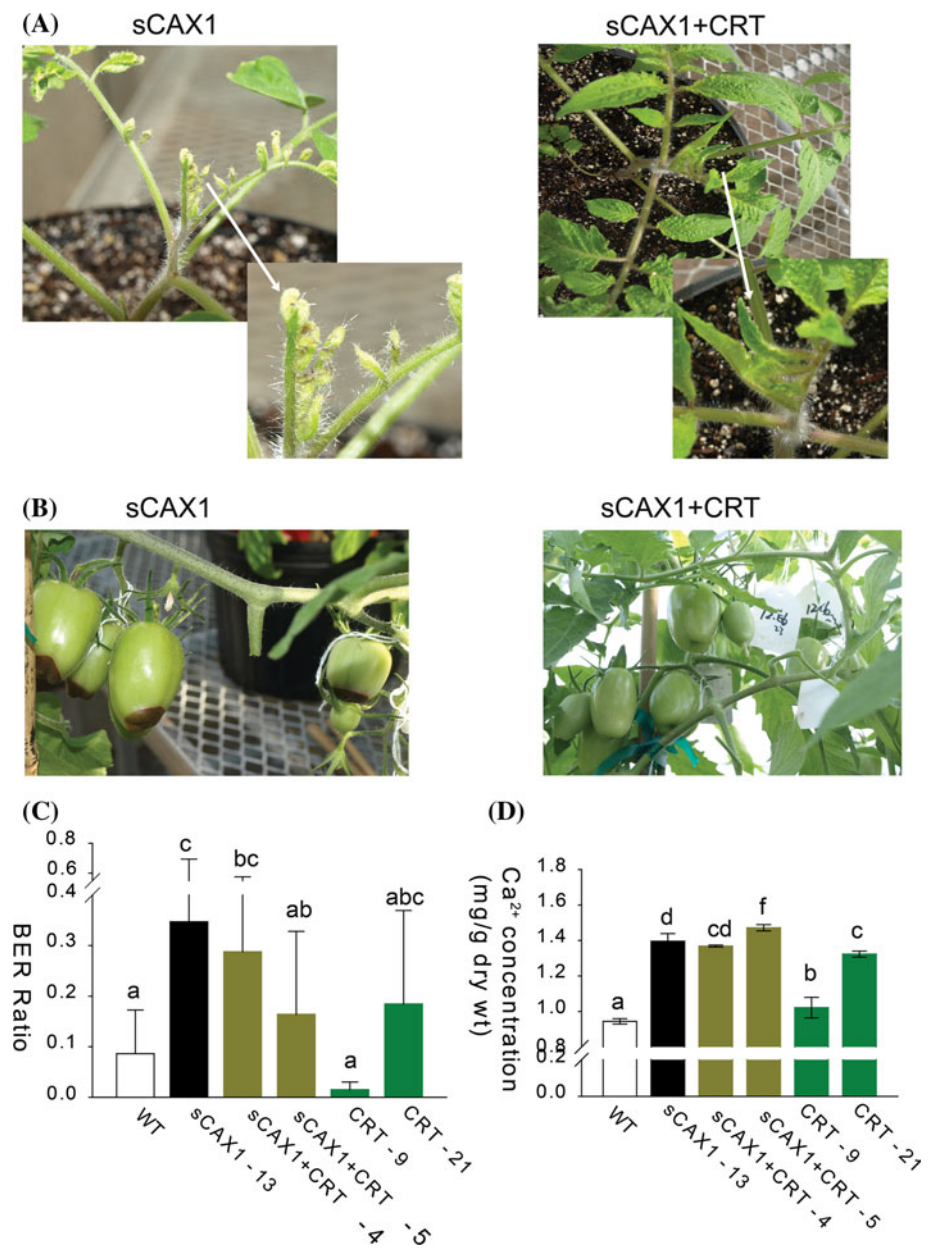 (A)
sCAX1
sCAX1+CRT
(B)
sCAX1
sCAX1+CRT
12.56
23
(C)
BER Ratio
0.8
0.6
0.4
0.3
0.2
0.1
0.0
a
c
bc
ab
a
abc
WT
sCAX1 - 13
sCAX1+CRT - 4
sCAX1+CRT - 5
CRT - 9
CRT - 21
(D)
Ca²⁺ concentration
(mg/g dry wt)
1.8
1.6
1.4
1.2
1.0
0.8
0.2
0.0
a
d
cd
f
b
c
WT
sCAX1 - 13
sCAX1+CRT - 4
sCAX1+CRT - 5
CRT - 9
CRT - 21